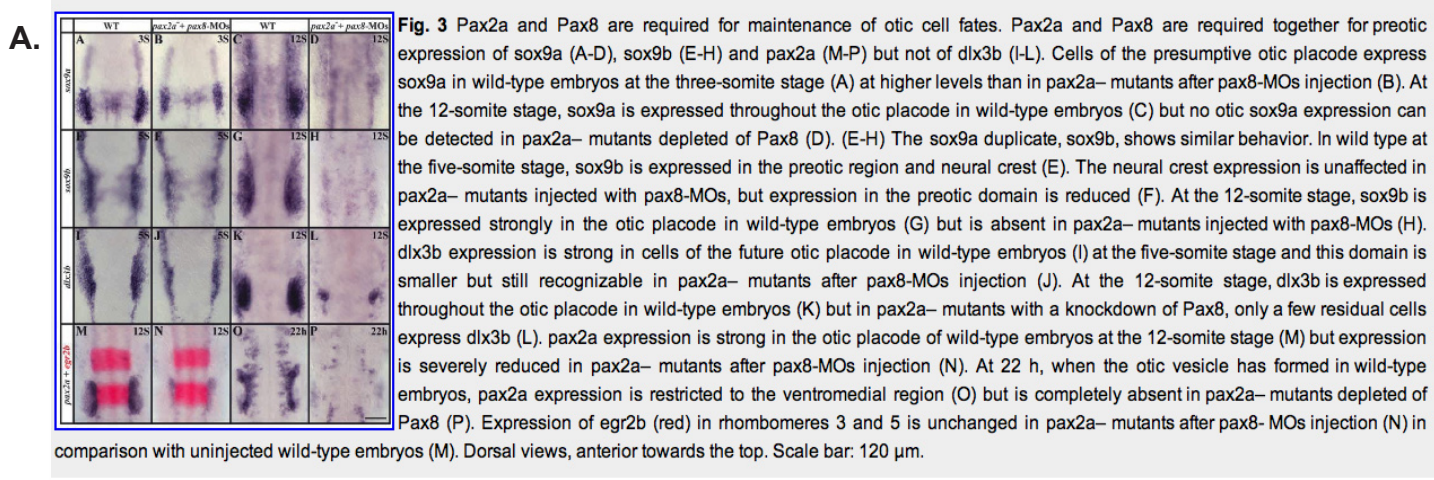 A.
WT pax2a⁻+ pax8-MOs WT pax2a⁻+ pax8-MOs
A 3S B 3S C 12S D 12S
sox9a
E 5S F 5S G 12S H 12S
sox9b
I 5S J 5S K 12S L 12S
dlx3b
M 12S N 12S O 22h P 22h
pax2a + egr2b
Fig. 3 Pax2a and Pax8 are required for maintenance of otic cell fates. Pax2a and Pax8 are required together for preotic
expression of sox9a (A-D), sox9b (E-H) and pax2a (M-P) but not of dlx3b (I-L). Cells of the presumptive otic placode express
sox9a in wild-type embryos at the three-somite stage (A) at higher levels than in pax2a– mutants after pax8-MOs injection (B). At
the 12-somite stage, sox9a is expressed throughout the otic placode in wild-type embryos (C) but no otic sox9a expression can
be detected in pax2a– mutants depleted of Pax8 (D). (E-H) The sox9a duplicate, sox9b, shows similar behavior. In wild type at
the five-somite stage, sox9b is expressed in the preotic region and neural crest (E). The neural crest expression is unaffected in
pax2a– mutants injected with pax8-MOs, but expression in the preotic domain is reduced (F). At the 12-somite stage, sox9b is
expressed strongly in the otic placode in wild-type embryos (G) but is absent in pax2a– mutants injected with pax8-MOs (H).
dlx3b expression is strong in cells of the future otic placode in wild-type embryos (I) at the five-somite stage and this domain is
smaller but still recognizable in pax2a– mutants after pax8-MOs injection (J). At the 12-somite stage, dlx3b is expressed
throughout the otic placode in wild-type embryos (K) but in pax2a– mutants with a knockdown of Pax8, only a few residual cells
express dlx3b (L). pax2a expression is strong in the otic placode of wild-type embryos at the 12-somite stage (M) but expression
is severely reduced in pax2a– mutants after pax8-MOs injection (N). At 22 h, when the otic vesicle has formed in wild-type
embryos, pax2a expression is restricted to the ventromedial region (O) but is completely absent in pax2a– mutants depleted of
Pax8 (P). Expression of egr2b (red) in rhombomeres 3 and 5 is unchanged in pax2a– mutants after pax8- MOs injection (N) in
comparison with uninjected wild-type embryos (M). Dorsal views, anterior towards the top. Scale bar: 120 μm.